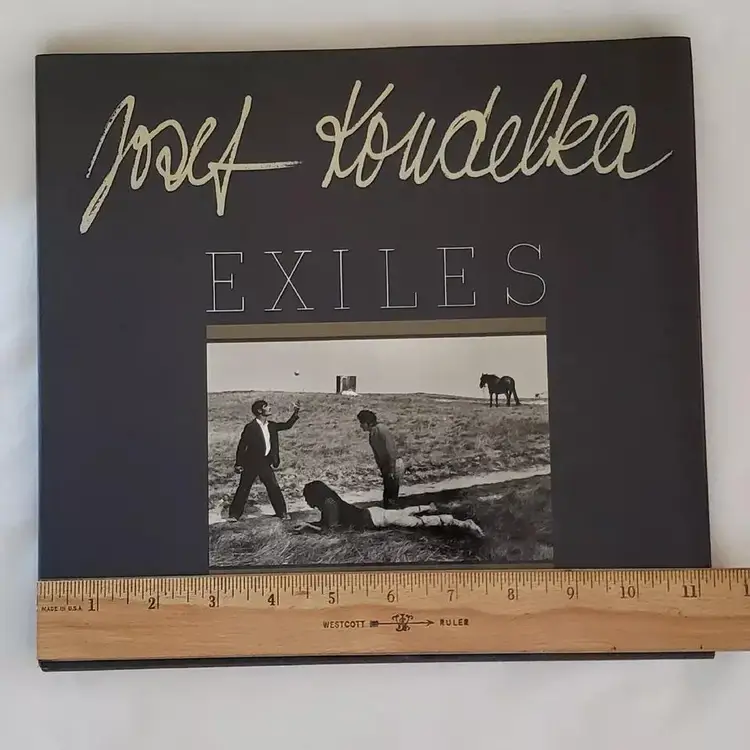 Josef Koudelka
EXILES
1 2 3 4 5 6 7 8 9 10 11
MADE IN U.S.A.
WESTCOTT RULER